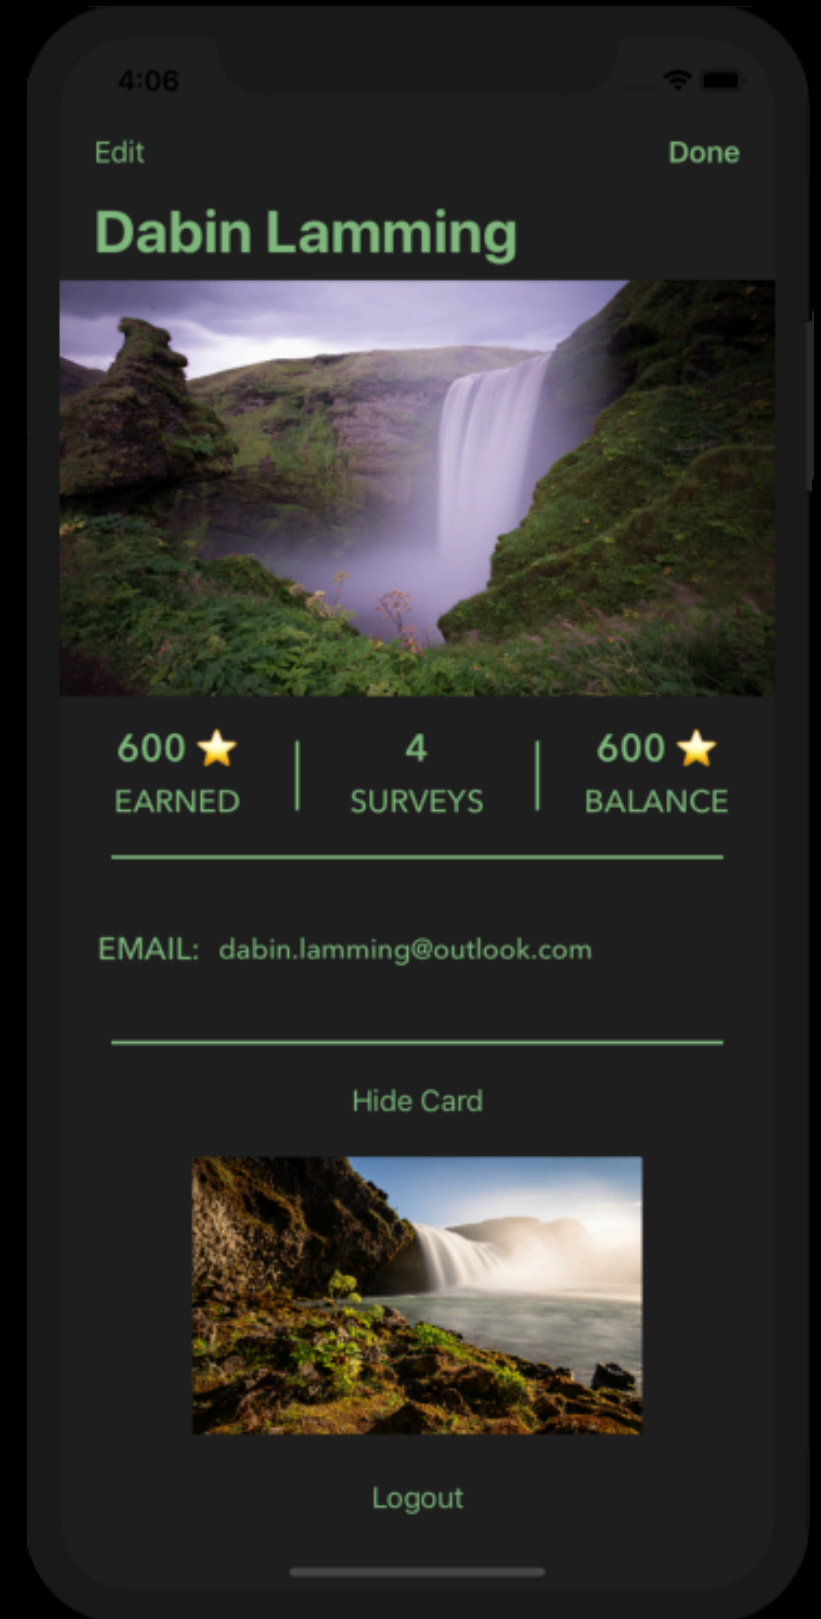 4:06
Edit Done
Dabin Lamming
600 ⭐ 4 600 ⭐
EARNED SURVEYS BALANCE
EMAIL: dabin.lamming@outlook.com
Hide Card
Logout